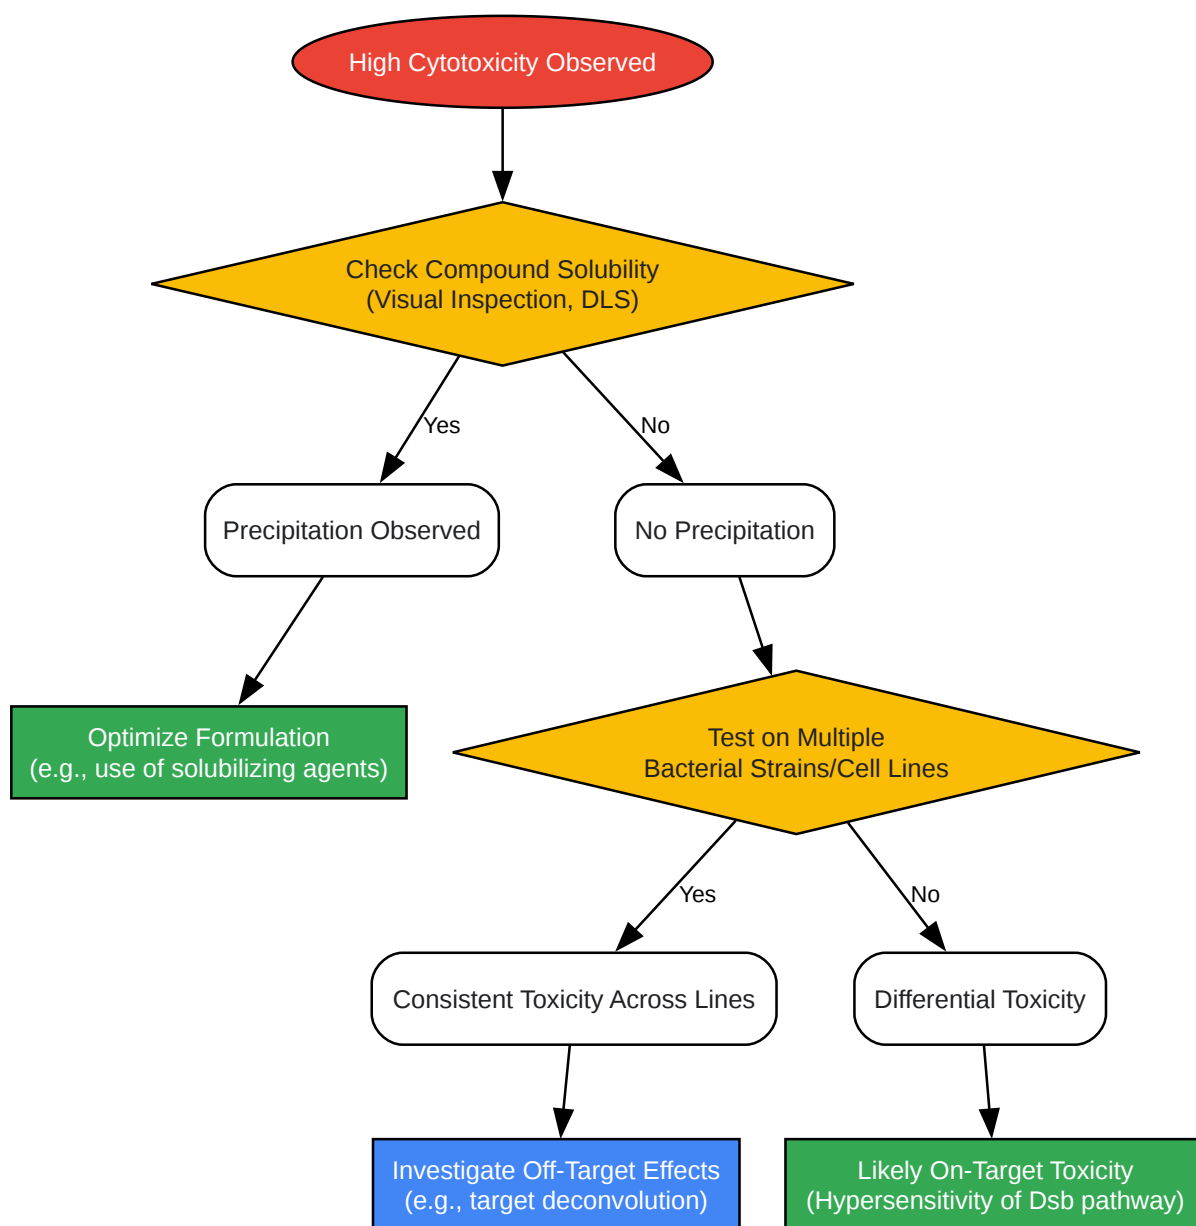 High Cytotoxicity Observed
Check Compound Solubility
(Visual Inspection, DLS)
Yes
No
Precipitation Observed
No Precipitation
Optimize Formulation
(e.g., use of solubilizing agents)
Test on Multiple
Bacterial Strains/Cell Lines
Yes
No
Consistent Toxicity Across Lines
Differential Toxicity
Investigate Off-Target Effects
(e.g., target deconvolution)
Likely On-Target Toxicity
(Hypersensitivity of Dsb pathway)